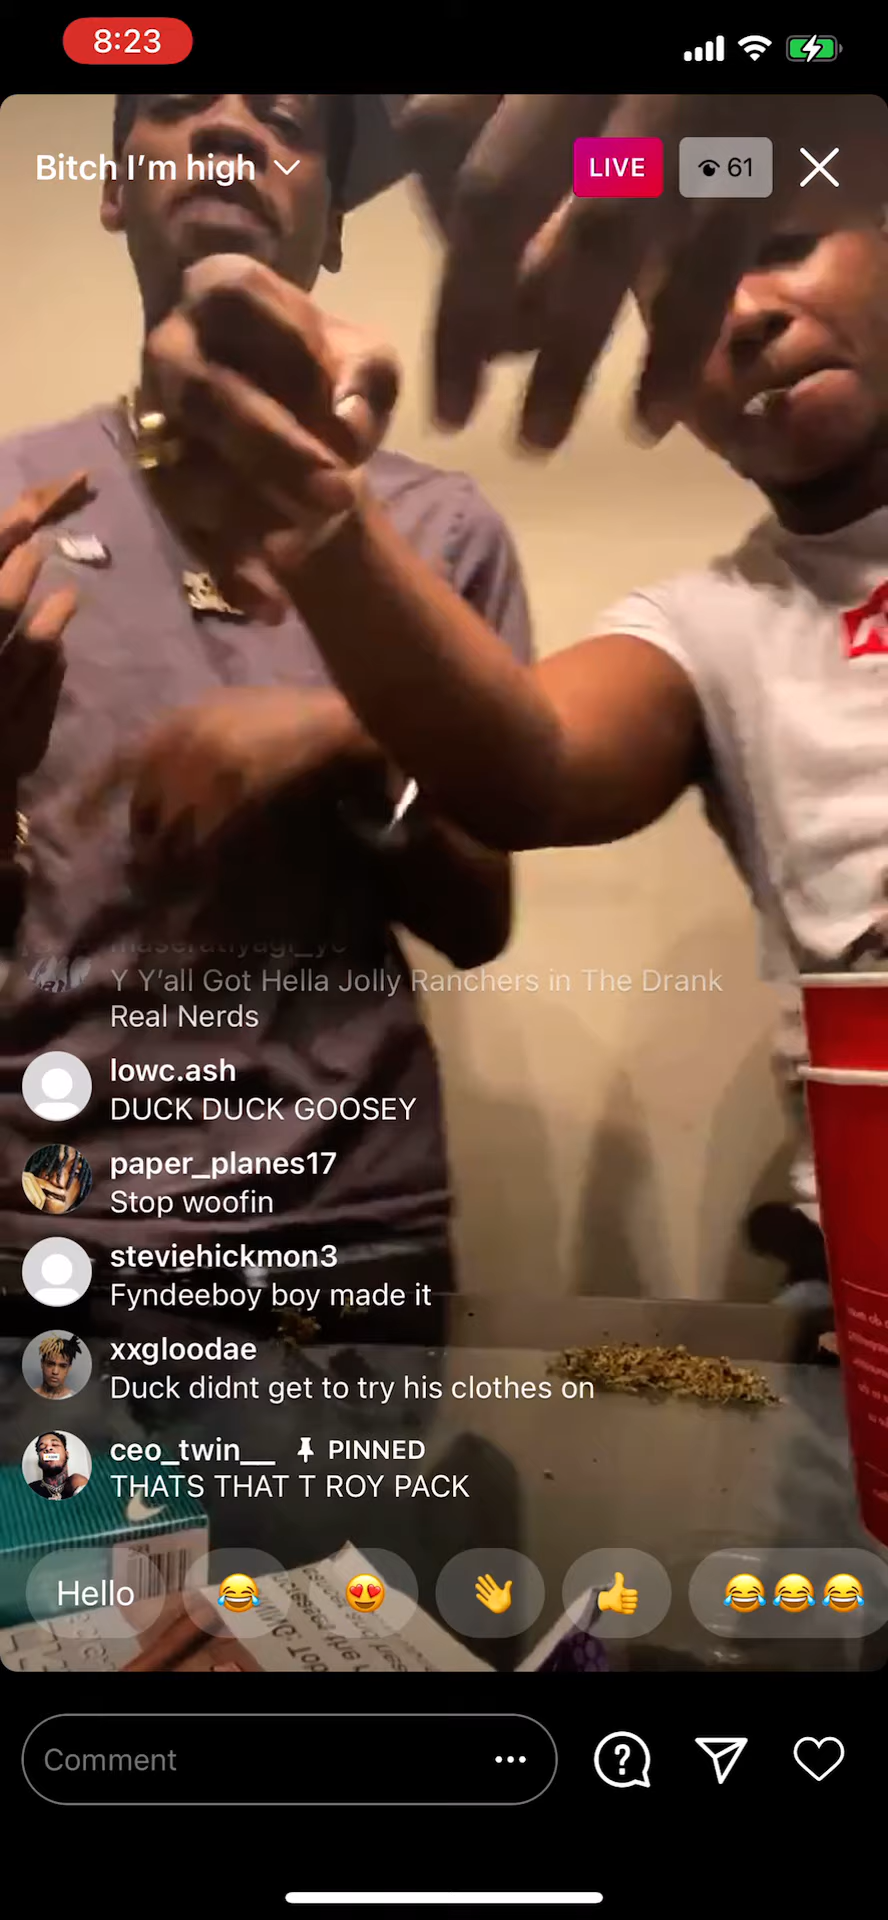 8:23
Bitch I'm high
LIVE
61
Y Y'all Got Hella Jolly Ranchers in The Drank
Real Nerds
lowc.ash
DUCK DUCK GOOSEY
paper_planes17
Stop woofin
steviehickmon3
Fyndeeboy boy made it
xxgloodae
Duck didnt get to try his clothes on
ceo_twin__ PINNED
THATS THAT T ROY PACK
Hello
Comment